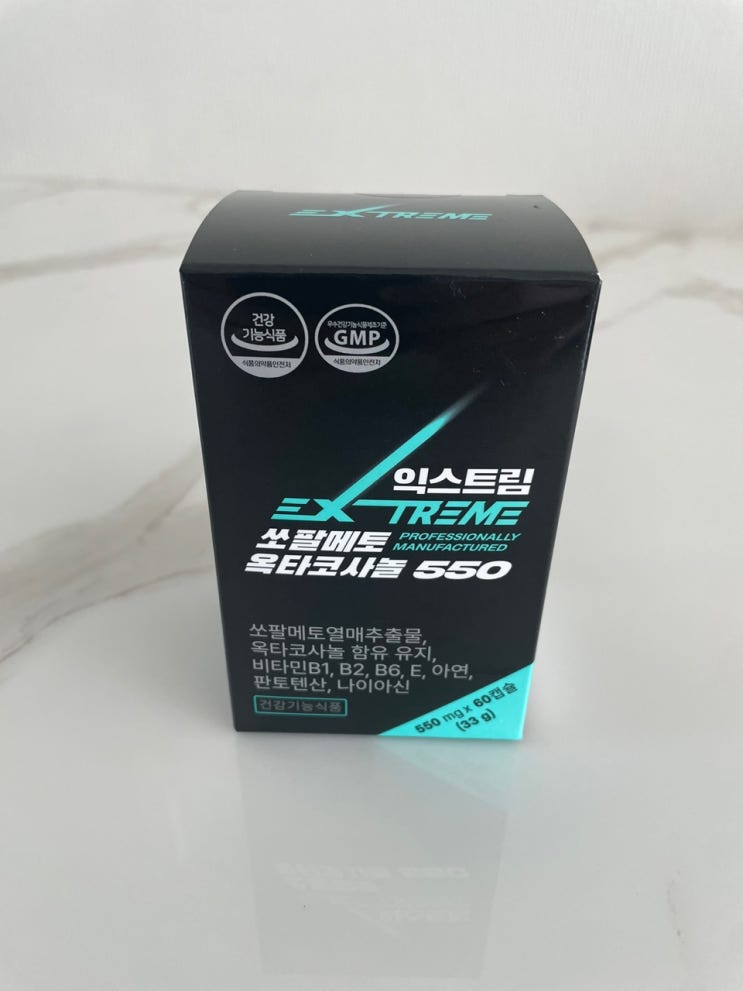 EXTREME
건강
기능식품
식품의약품안전처
우수건강기능식품제조기준
GMP
식품의약품안전처
익스트림
EXTREME
쏘팔메토
PROFESSIONALLY
MANUFACTURED
옥타코사놀 550
쏘팔메토열매추출물,
옥타코사놀 함유 유지,
비타민B1, B2, B6, E, 아연,
판토텐산, 나이아신
건강기능식품
550 mg x 60캡슐
(33 g)